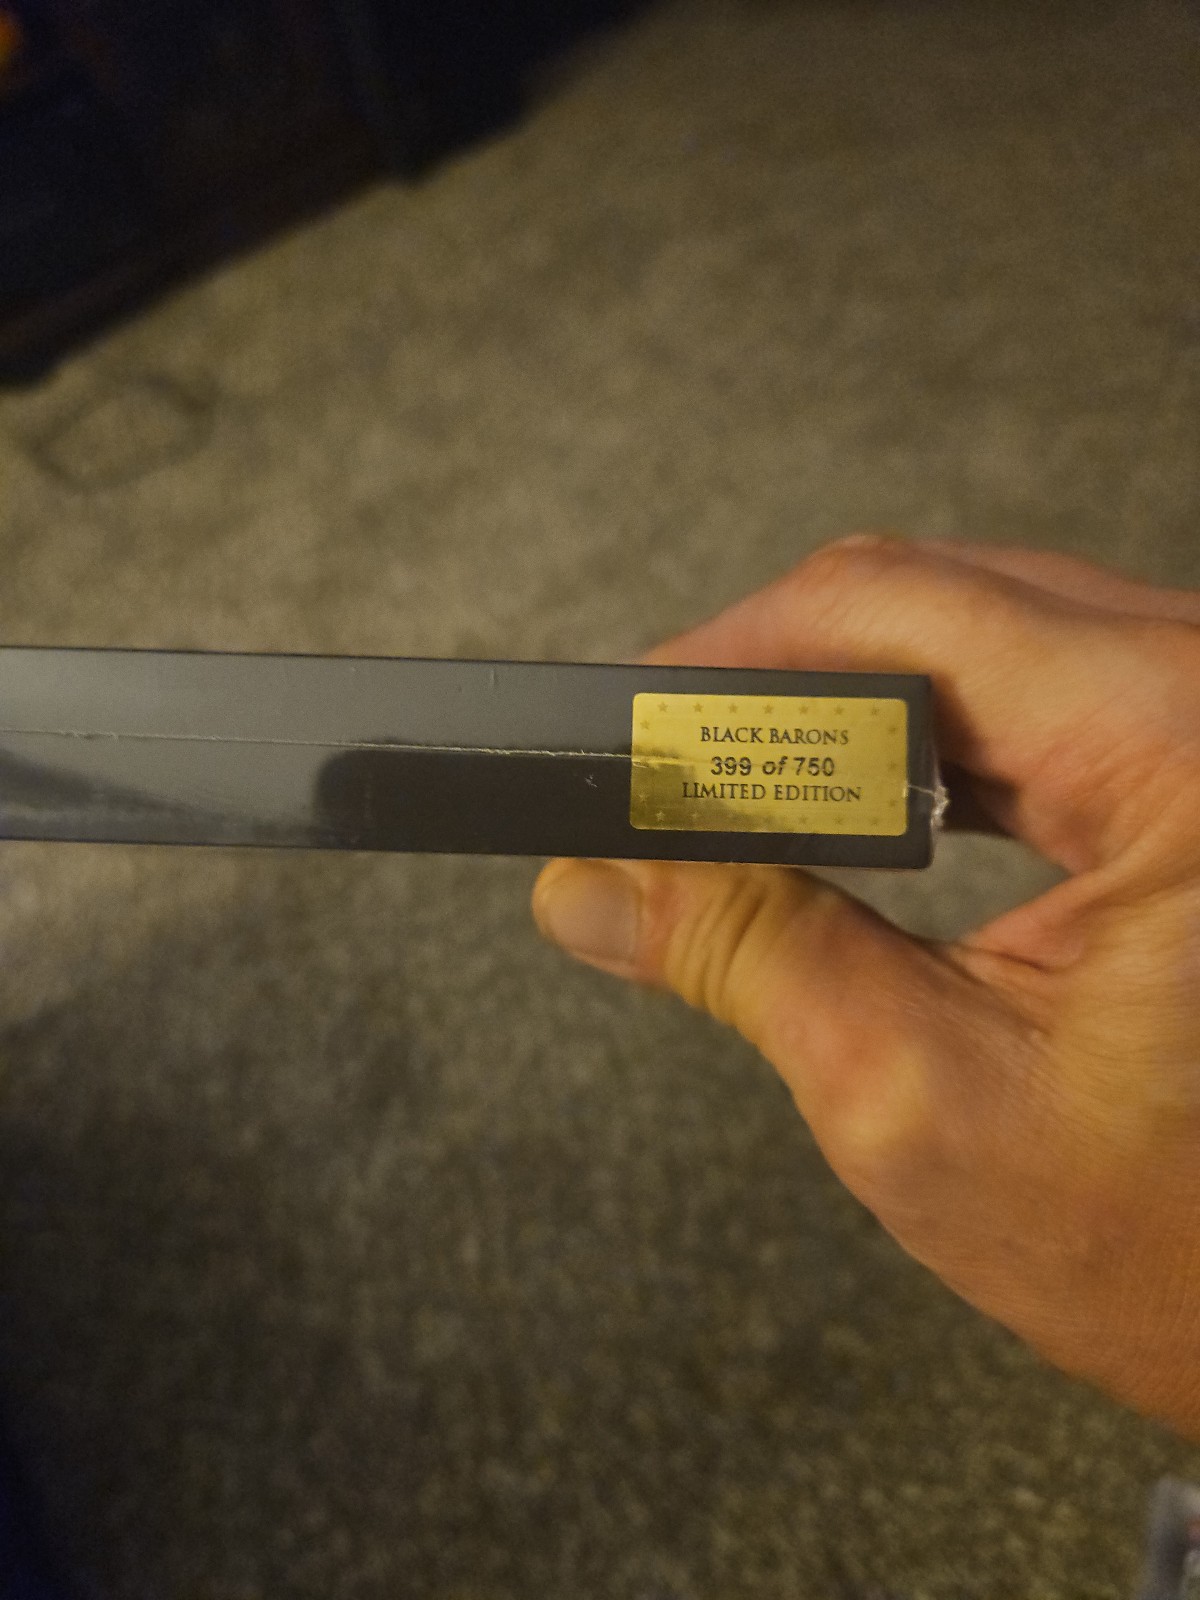 BLACK BARONS
399 of 750
LIMITED EDITION